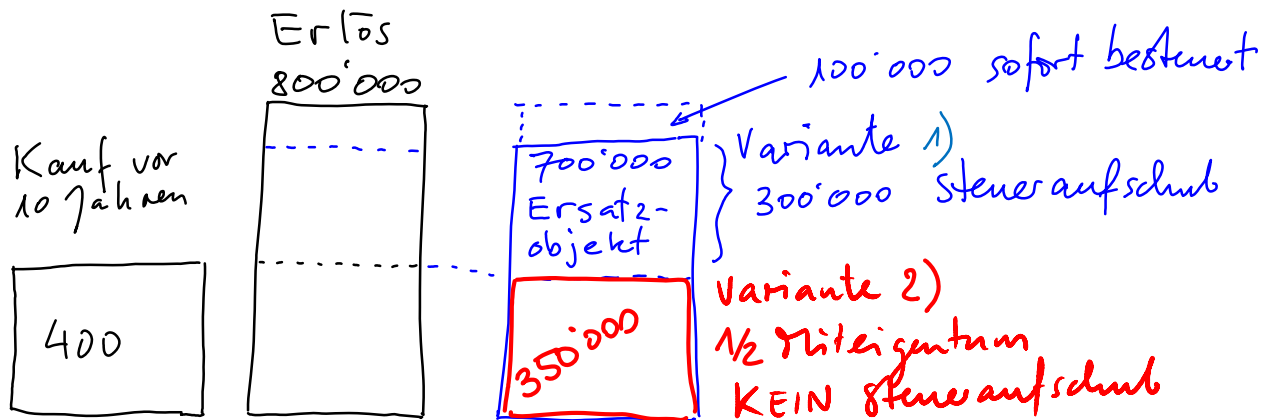 Erlös
800'000
Kauf vor
10 Jahren
400
100'000 sofort besteuert
700'000
Ersatz-
objekt
Variante 1)
300'000 Steueraufschub
350'000
Variante 2)
1/2 Miteigentum
KEIN Steueraufschub